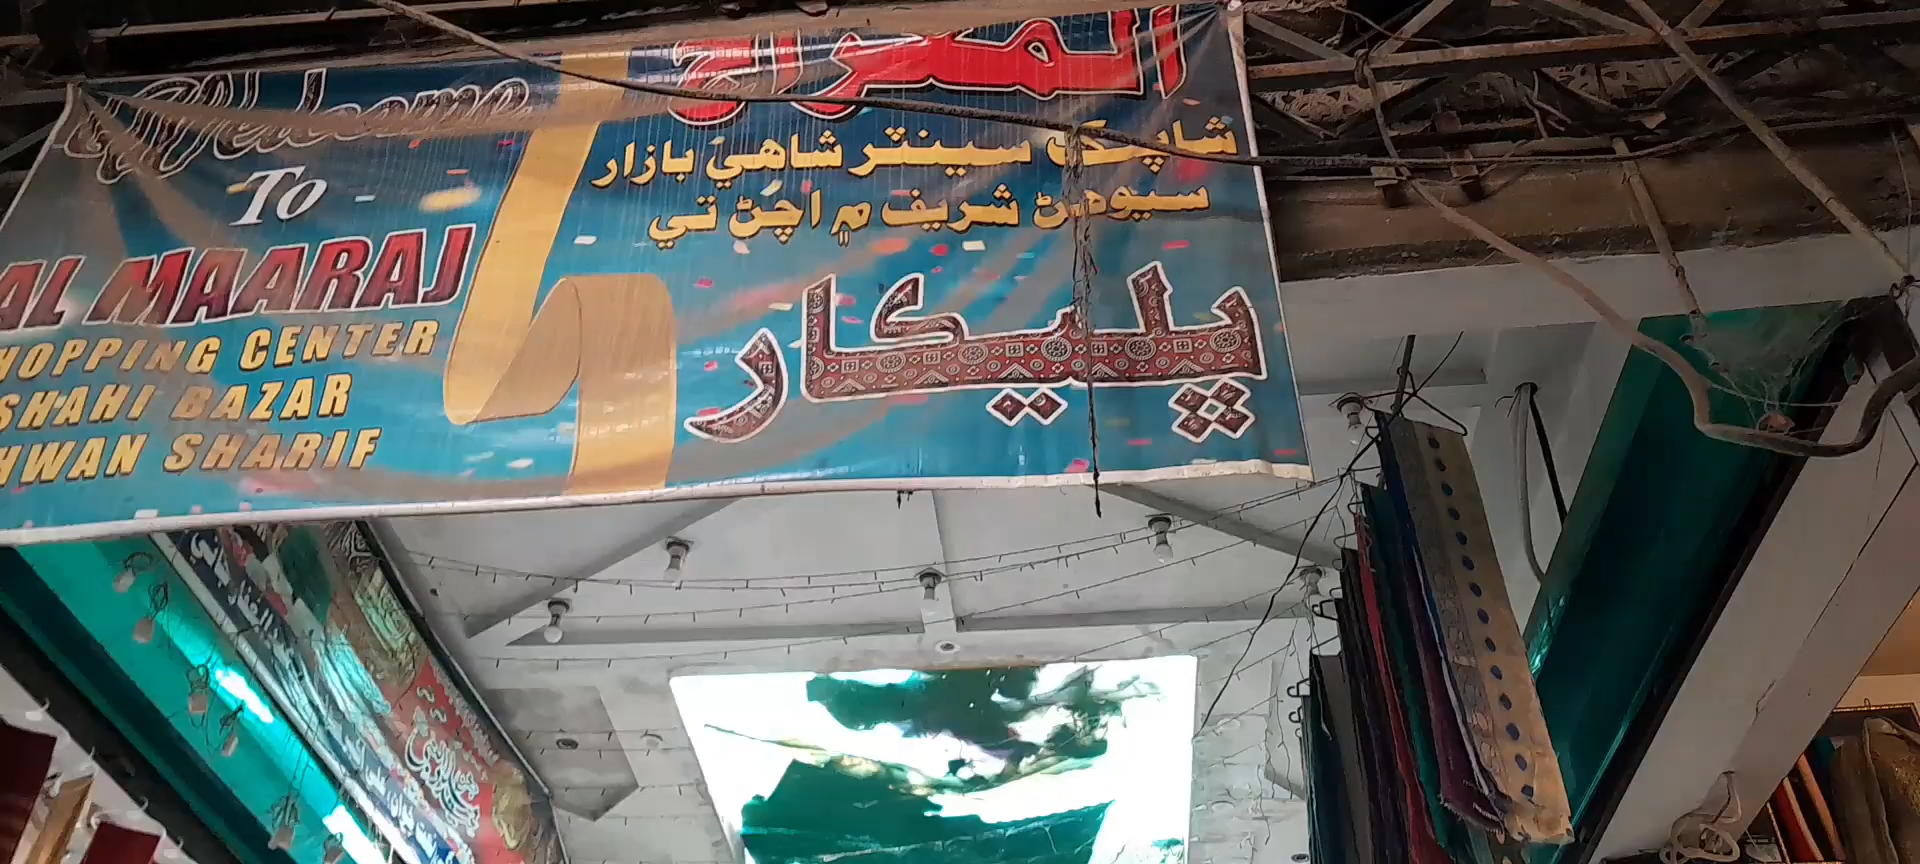 Welcome
To
AL MAARAJ
HOPPING CENTER
SHAHI BAZAR
HWAN SHARIF
المعراج
شاپنگ سينٽر شاهي بازار
سيوهڻ شريف ۾ اچڻ تي
ڀليڪار